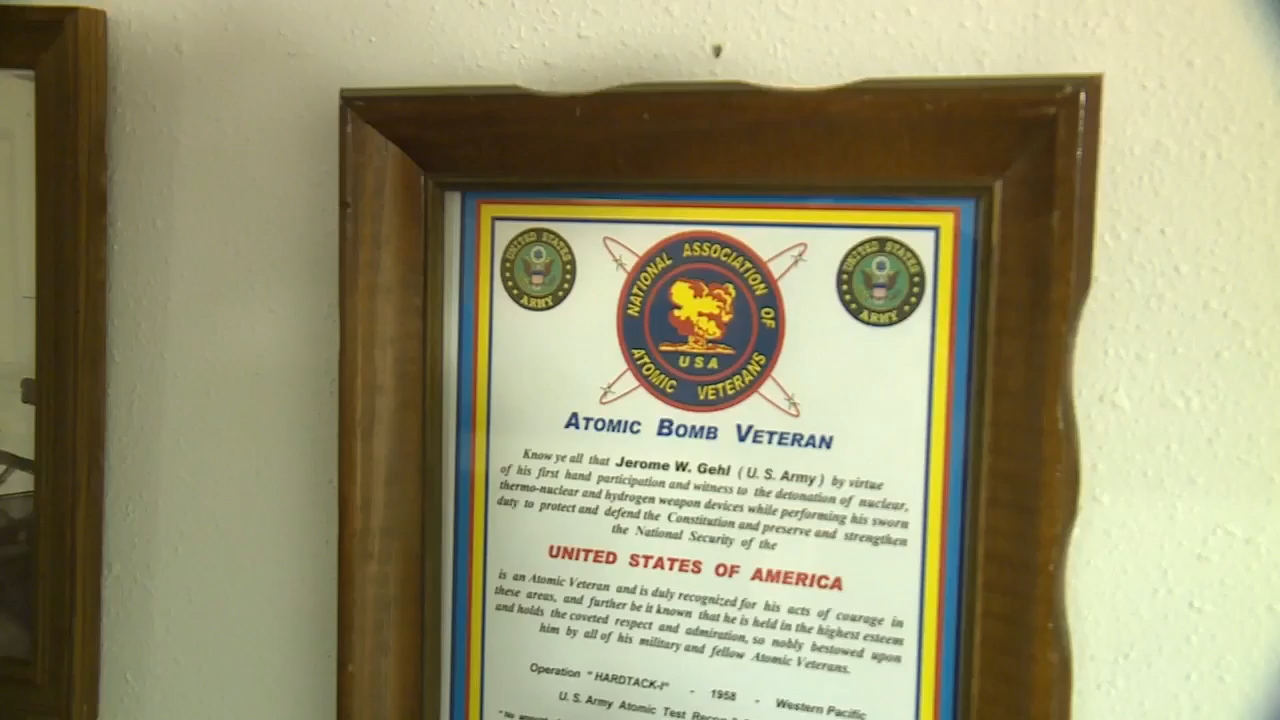 UNITED STATES
ARMY
NATIONAL ASSOCIATION OF
ATOMIC VETERANS
USA
UNITED STATES
ARMY
ATOMIC BOMB VETERAN
Know ye all that Jerome W. Gehl ( U. S. Army ) by virtue
of his first hand participation and witness to the detonation of nuclear,
thermo-nuclear and hydrogen weapon devices while performing his sworn
duty to protect and defend the Constitution and preserve and strengthen
the National Security of the
UNITED STATES OF AMERICA
is an Atomic Veteran and is duly recognized for his acts of courage in
these areas, and further be it known that he is held in the highest esteem
and holds the coveted respect and admiration, so nobly bestowed upon
him by all of his military and fellow Atomic Veterans.
Operation "HARDTACK-I" - 1958 - Western Pacific
U. S. Army Atomic Test